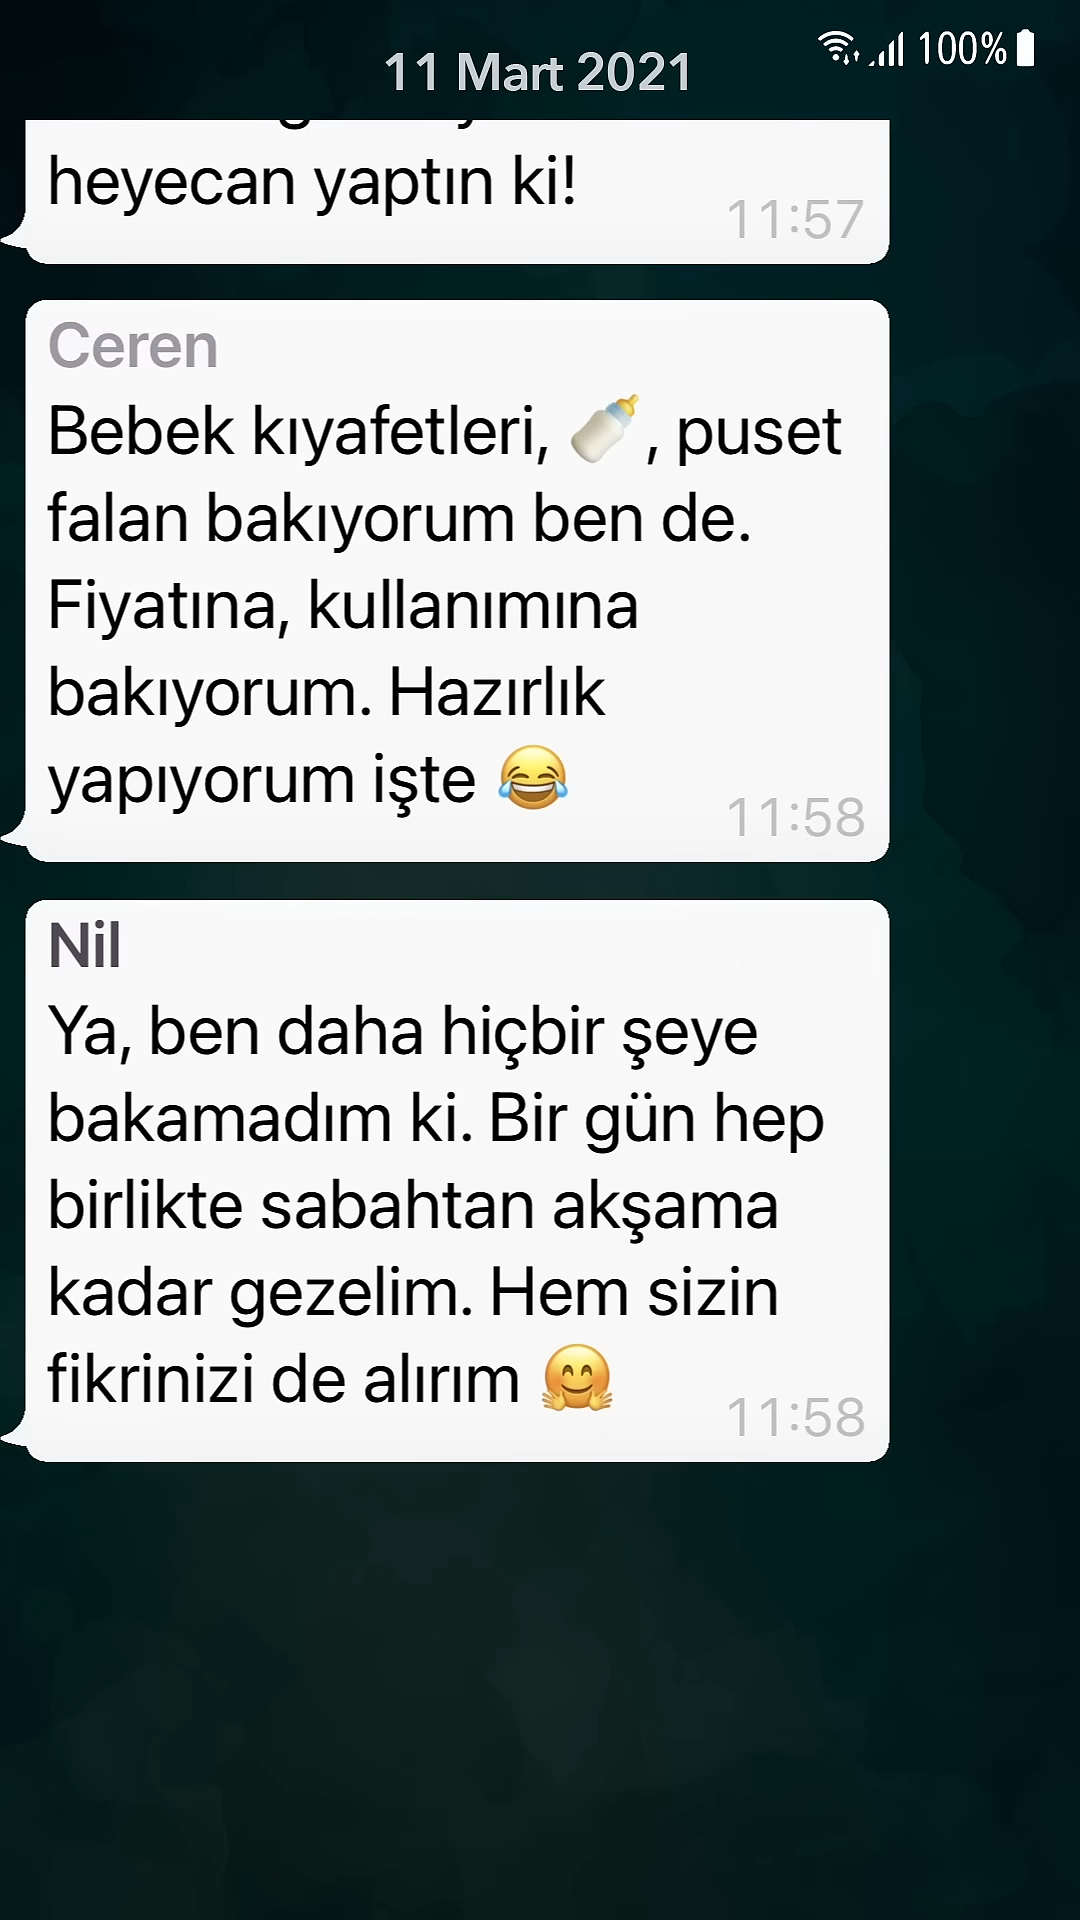 100%
11 Mart 2021
heyecan yaptın ki!
11:57
Ceren
Bebek kıyafetleri, 🍼, puset
falan bakıyorum ben de.
Fiyatına, kullanımına
bakıyorum. Hazırlık
yapıyorum işte 😂
11:58
Nil
Ya, ben daha hiçbir şeye
bakamadım ki. Bir gün hep
birlikte sabahtan akşama
kadar gezelim. Hem sizin
fikrinizi de alırım 🤗
11:58